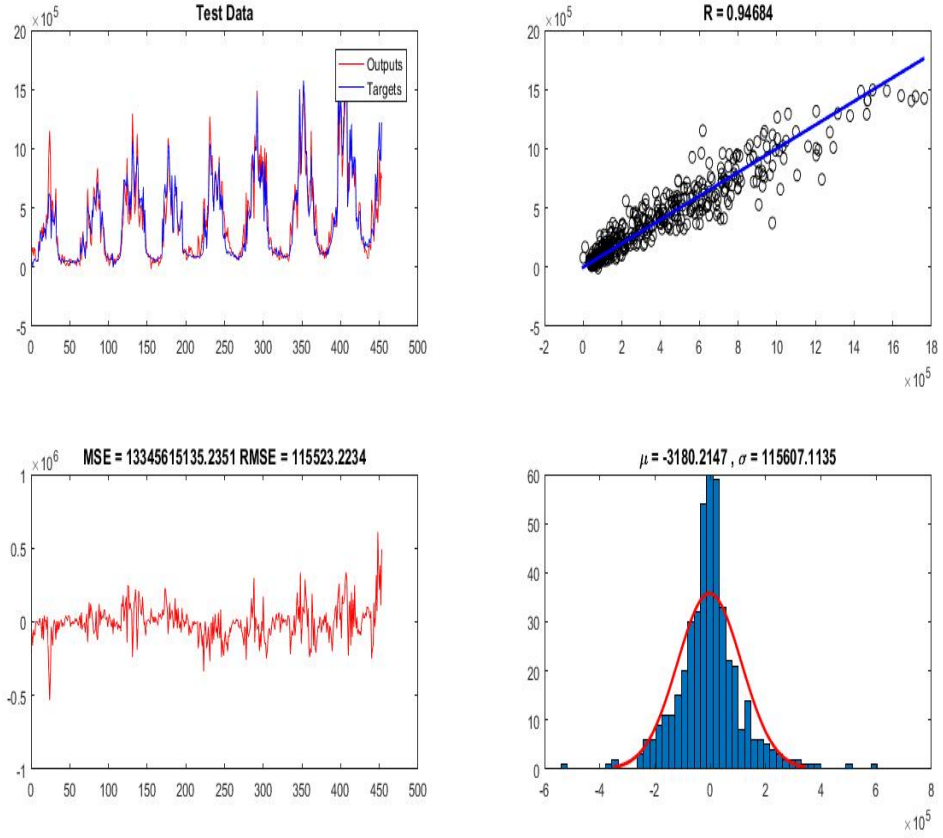 Test Data
× 10^5
20
15
10
5
0
-5
0 50 100 150 200 250 300 350 400 450 500
Outputs
Targets
R = 0.94684
× 10^5
20
15
10
5
0
-5
-2 0 2 4 6 8 10 12 14 16 18
× 10^5
MSE = 13345615135.2351 RMSE = 115523.2234
× 10^6
1
0.5
0
-0.5
-1
0 50 100 150 200 250 300 350 400 450 500
μ = -3180.2147 , σ = 115607.1135
60
50
40
30
20
10
0
-6 -4 -2 0 2 4 6 8
× 10^5